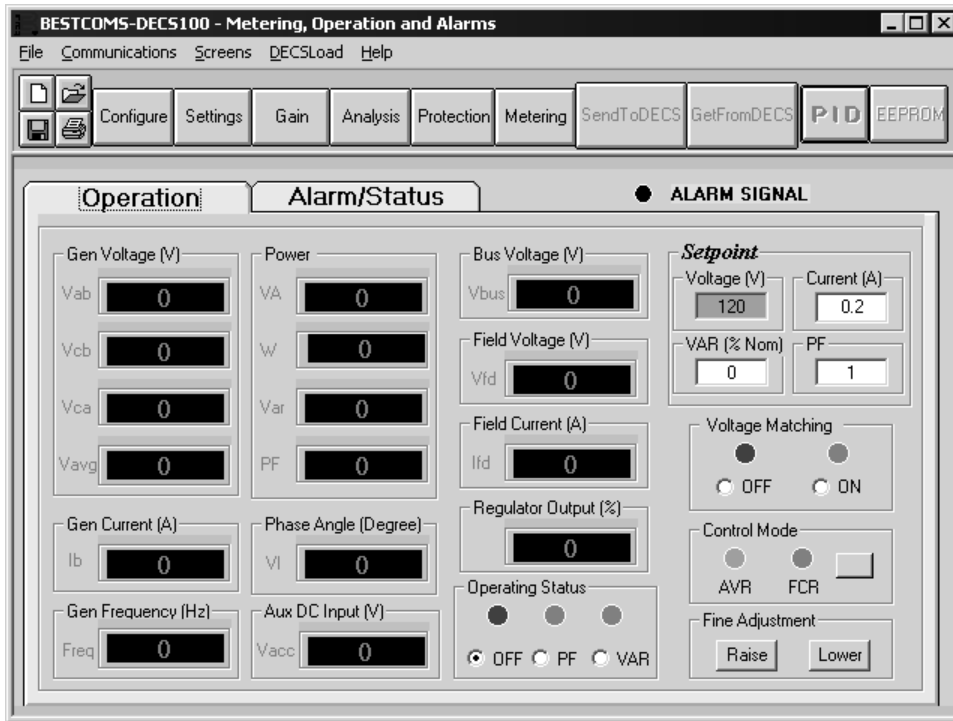 BESTCOMS-DECS100 - Metering, Operation and Alarms
File Communications Screens DECSLoad Help
Configure Settings Gain Analysis Protection Metering SendToDECS GetFromDECS PID EEPROM
Operation Alarm/Status ALARM SIGNAL
Gen Voltage (V)
Vab 0
Vcb 0
Vca 0
Vavg 0
Gen Current (A)
Ib 0
Gen Frequency (Hz)
Freq 0
Power
VA 0
W 0
Var 0
PF 0
Phase Angle (Degree)
VI 0
Aux DC Input (V)
Vacc 0
Bus Voltage (V)
Vbus 0
Field Voltage (V)
Vfd 0
Field Current (A)
Ifd 0
Regulator Output (%)
0
Operating Status
OFF PF VAR
Setpoint
Voltage (V) Current (A)
120 0.2
VAR (% Nom) PF
0 1
Voltage Matching
OFF ON
Control Mode
AVR FCR
Fine Adjustment
Raise Lower